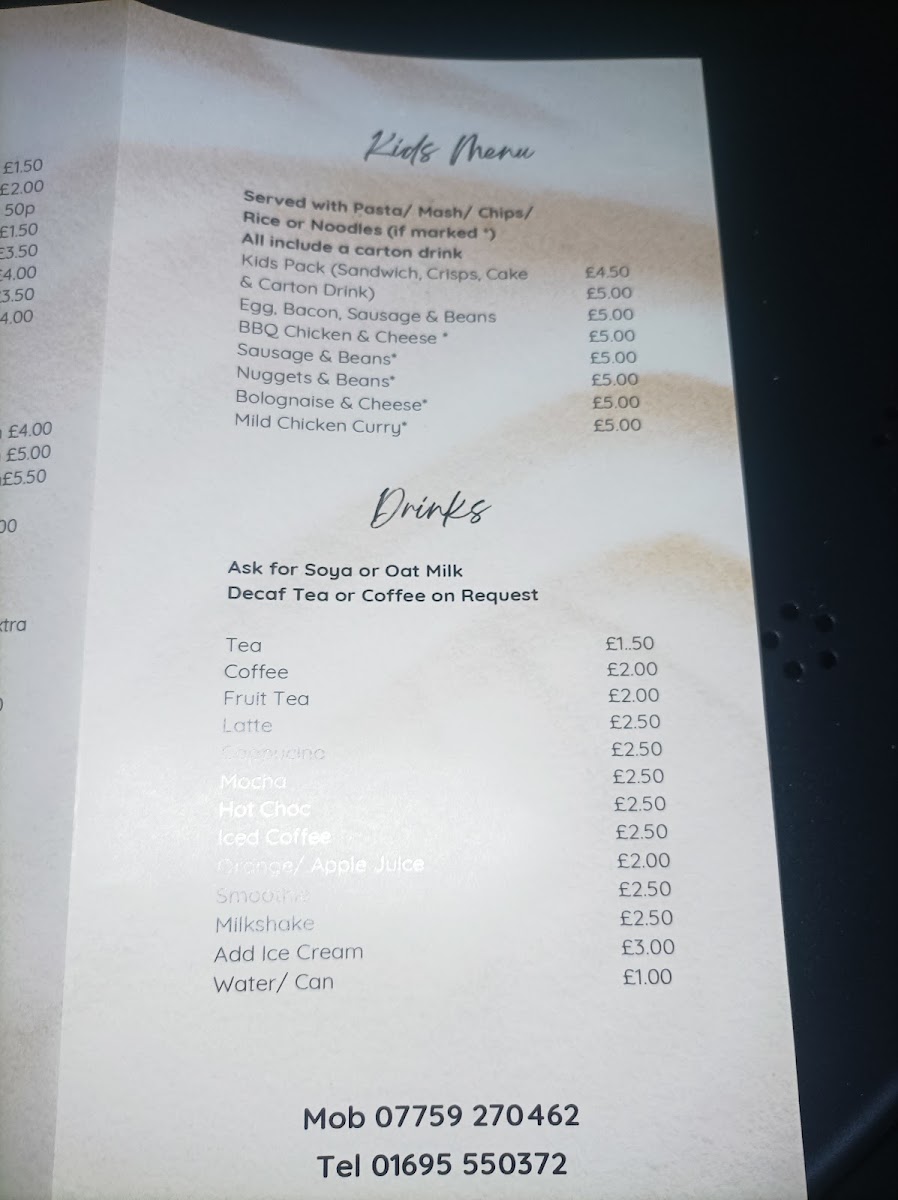 £1.50
£2.00
50p
£1.50
£3.50
£4.00
3.50
4.00
£4.00
£5.00
£5.50
00
Kids Menu
Served with Pasta/ Mash/ Chips/
Rice or Noodles (if marked *)
All include a carton drink
Kids Pack (Sandwich, Crisps, Cake £4.50
& Carton Drink) £5.00
Egg, Bacon, Sausage & Beans £5.00
BBQ Chicken & Cheese * £5.00
Sausage & Beans* £5.00
Nuggets & Beans* £5.00
Bolognaise & Cheese* £5.00
Mild Chicken Curry* £5.00
Drinks
Ask for Soya or Oat Milk
Decaf Tea or Coffee on Request
Tea £1..50
Coffee £2.00
Fruit Tea £2.00
Latte £2.50
Cappucino £2.50
Mocha £2.50
Hot Choc £2.50
Iced Coffee £2.50
Orange/ Apple Juice £2.00
£2.50
Milkshake £2.50
Add Ice Cream £3.00
Water/ Can £1.00
Mob 07759 270462
Tel 01695 550372